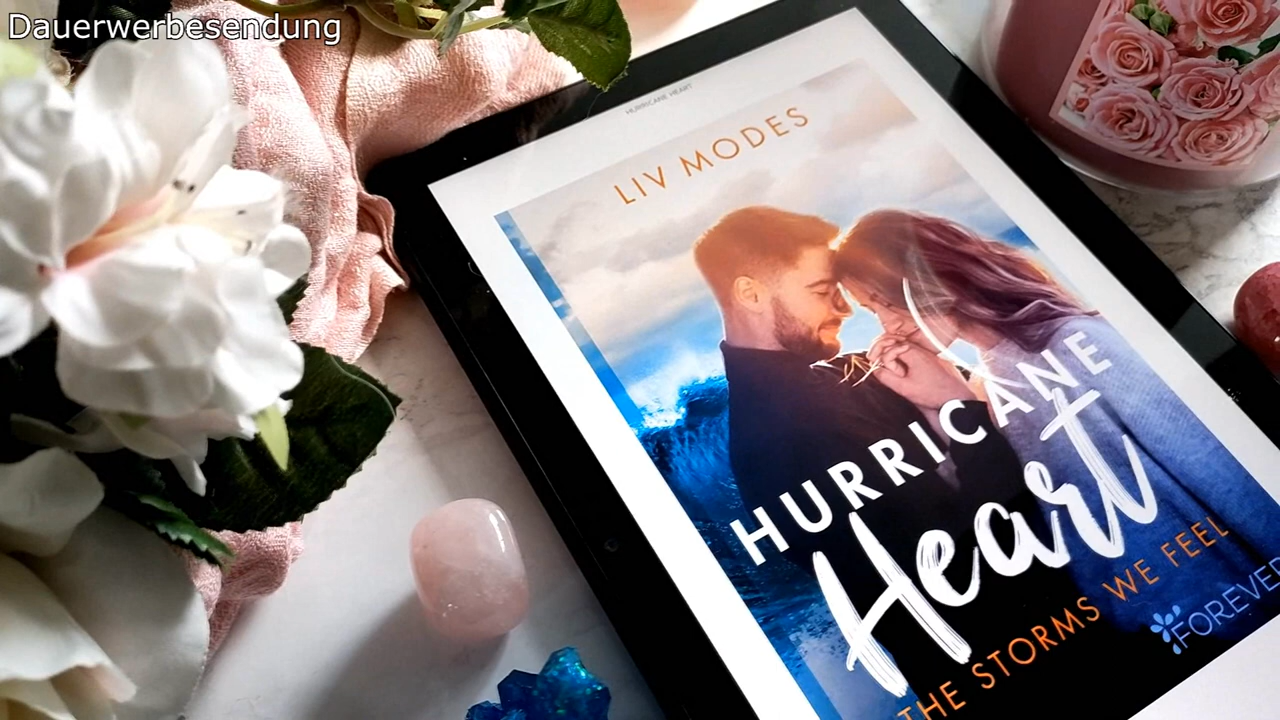 Dauerwerbesendung
HURRICANE HEART
LIV MODES
HURRICANE
Heart
THE STORMS WE FEEL
FOREVER